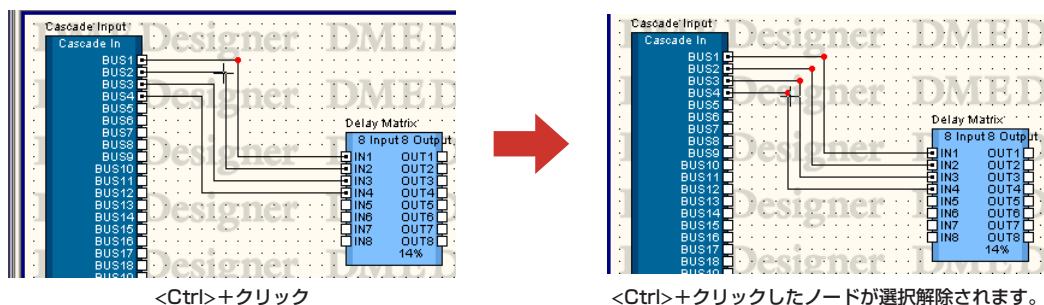 Cascade Input
Cascade In
BUS1
BUS2
BUS3
BUS4
BUS5
BUS6
BUS7
BUS8
BUS9
BUS10
BUS11
BUS12
BUS13
BUS14
BUS15
BUS16
BUS17
BUS18
Delay Matrix
8 Input 8 Output
IN1 OUT1
IN2 OUT2
IN3 OUT3
IN4 OUT4
IN5 OUT5
IN6 OUT6
IN7 OUT7
IN8 OUT8
14%
<Ctrl>+クリック
Cascade Input
Cascade In
BUS1
BUS2
BUS3
BUS4
BUS5
BUS6
BUS7
BUS8
BUS9
BUS10
BUS11
BUS12
BUS13
BUS14
BUS15
BUS16
BUS17
BUS18
Delay Matrix
8 Input 8 Output
IN1 OUT1
IN2 OUT2
IN3 OUT3
IN4 OUT4
IN5 OUT5
IN6 OUT6
IN7 OUT7
IN8 OUT8
14%
<Ctrl>+クリックしたノードが選択解除されます。